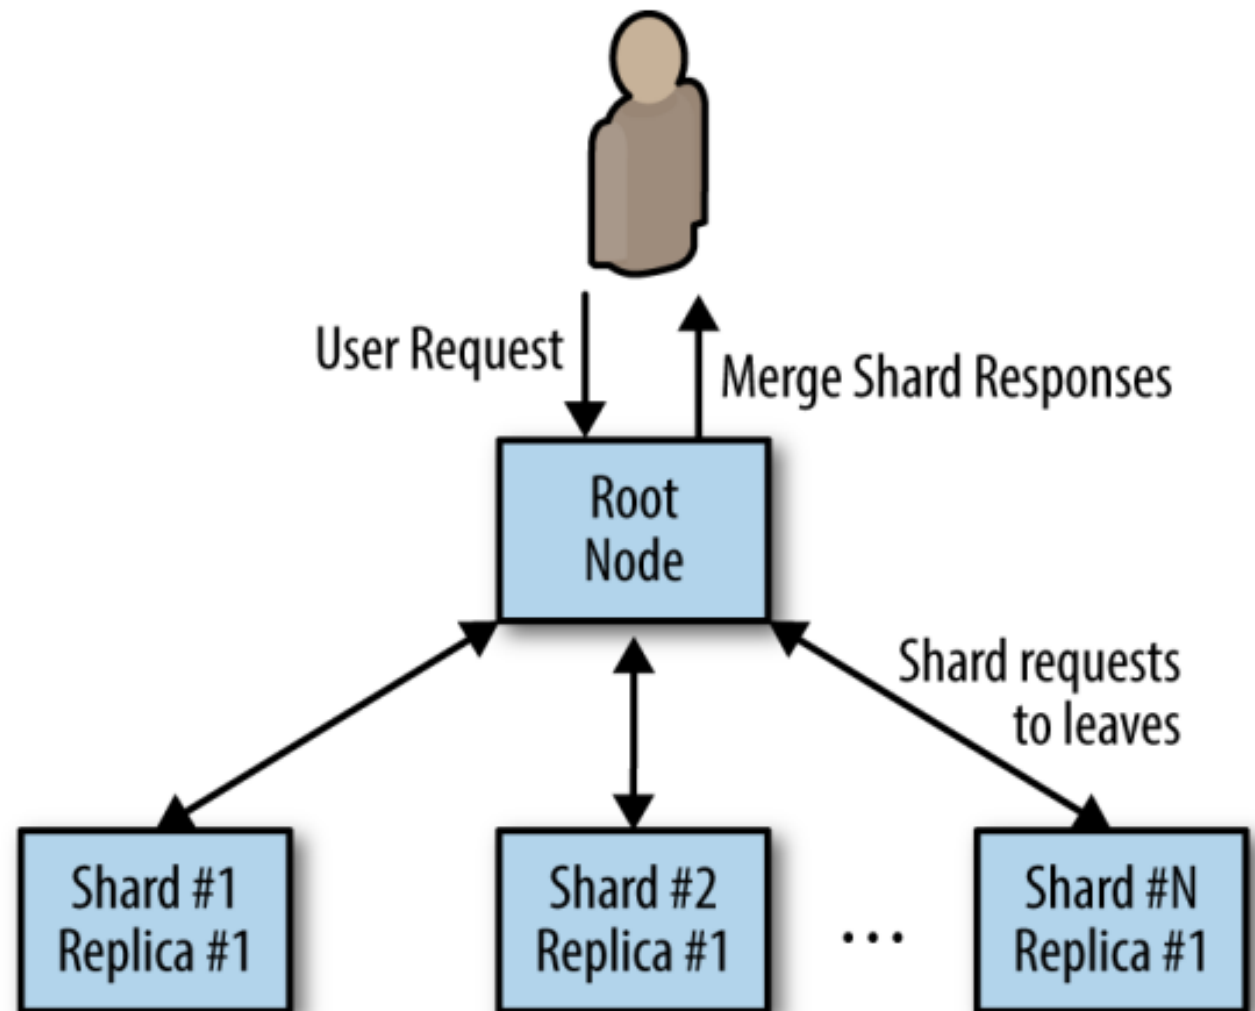 User Request
Merge Shard Responses
Root
Node
Shard requests
to leaves
Shard #1
Replica #1
Shard #2
Replica #1
...
Shard #N
Replica #1